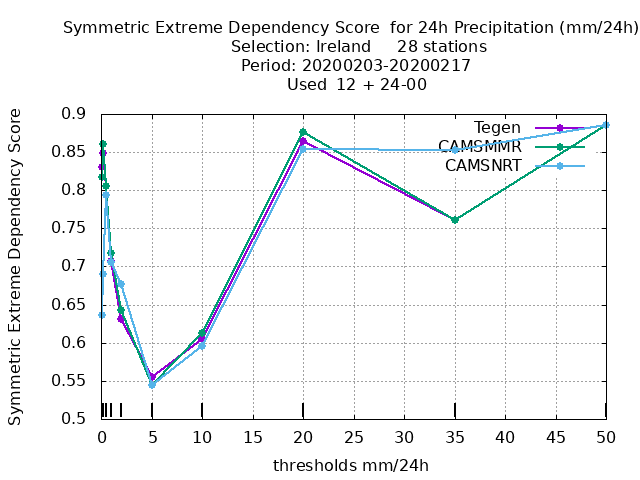 Symmetric Extreme Dependency Score  for 24h Precipitation (mm/24h)
Selection: Ireland     28 stations
Period: 20200203-20200217
Used  12 + 24-00
Symmetric Extreme Dependency Score
0.9
0.85
0.8
0.75
0.7
0.65
0.6
0.55
0.5
Tegen
CAMSMMR
CAMSNRT
0 5 10 15 20 25 30 35 40 45 50
thresholds mm/24h